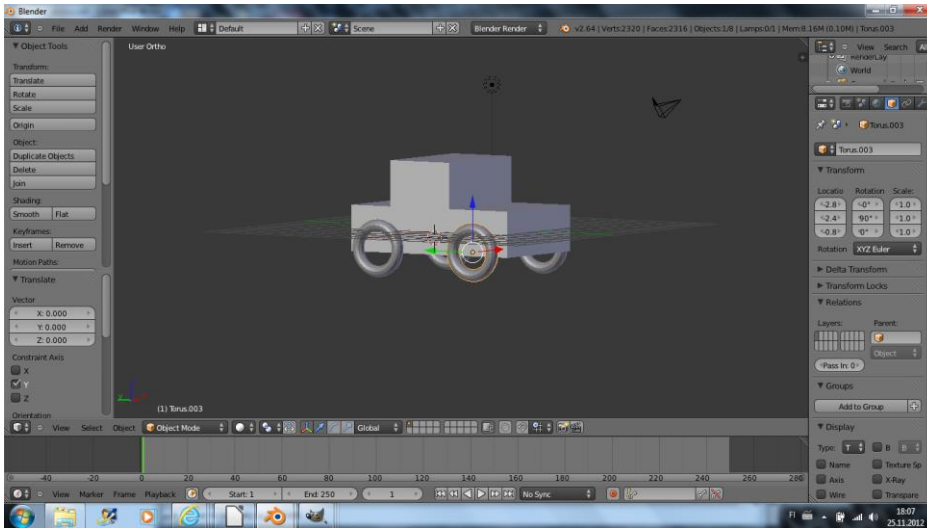 Blender
File Add Render Window Help Default Scene Blender Render v2.64 | Verts:2320 | Faces:2316 | Objects:1/8 | Lamps:0/1 | Mem:8.16M (0.10M) | Torus.003
Object Tools
Transform:
Translate
Rotate
Scale
Origin
Object:
Duplicate Objects
Delete
Join
Shading:
Smooth Flat
Keyframes:
Insert Remove
Motion Paths:
Translate
Vector
X: 0.000
Y: 0.000
Z: 0.000
Constraint Axis
X
Y
Z
Orientation
User Ortho
(1) Torus.003
View Search
RenderLay
World
Torus.003
Torus.003
Transform
Locatio Rotation Scale:
-2.8 0° 1.0
-2.4 90° 1.0
-0.8 0° 1.0
Rotation XYZ Euler
Delta Transform
Transform Locks
Relations
Layers: Parent:
Object
Pass In: 0
Groups
Add to Group
Display
Type: T B B
Name Texture Sp
Axis X-Ray
Wire Transpare
View Select Object Object Mode Global
-40 -20 0 20 40 60 80 100 120 140 160 180 200 220 240 260 280
View Marker Frame Playback Start: 1 End: 250 1 No Sync
FI 18:07
25.11.2012